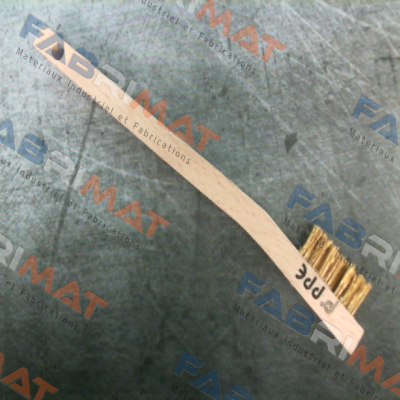 FABRIMAT
Materiaux Industriel et Fabrications
PPE